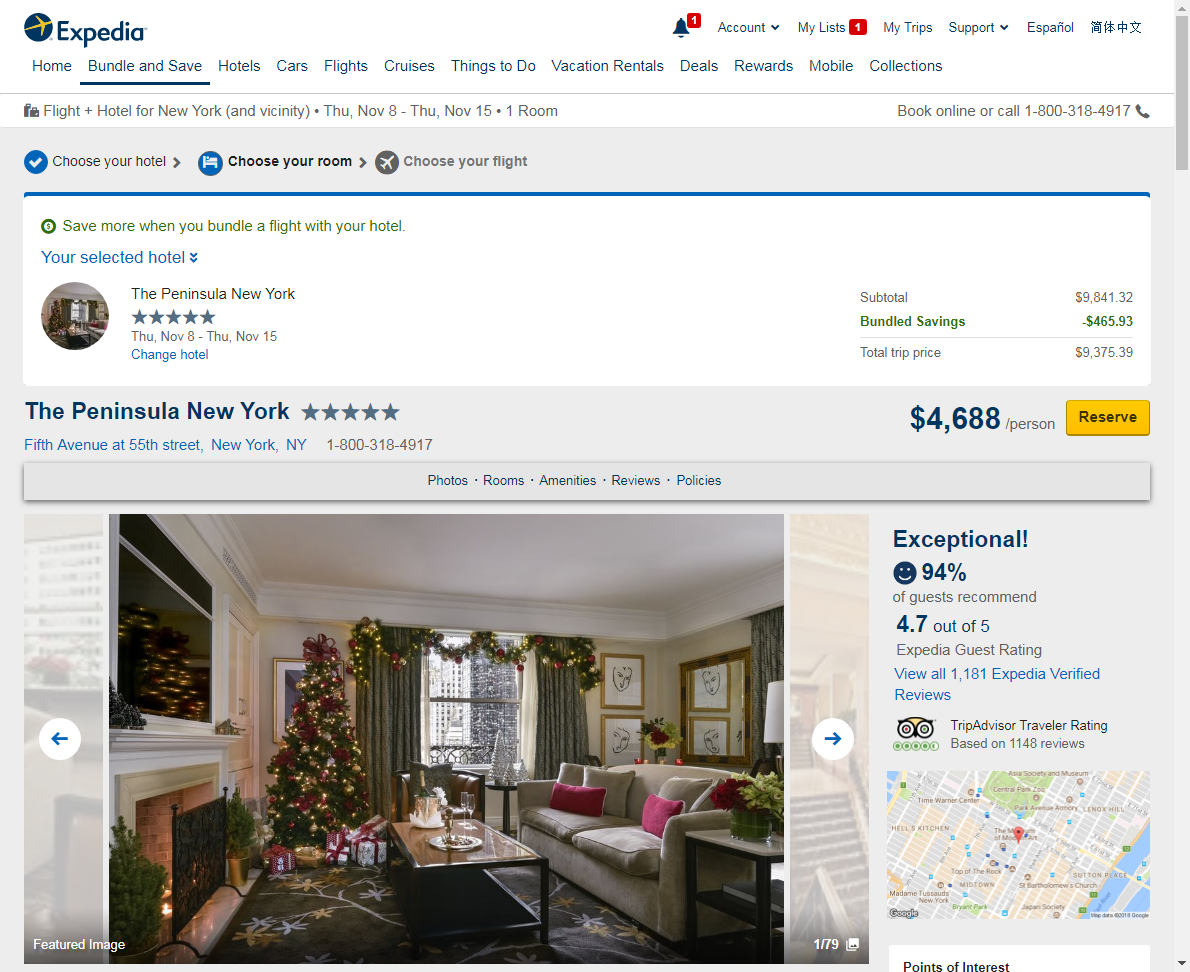 Expedia
1
Account
My Lists 1
My Trips
Support
Español
简体中文
Home
Bundle and Save
Hotels
Cars
Flights
Cruises
Things to Do
Vacation Rentals
Deals
Rewards
Mobile
Collections
Flight + Hotel for New York (and vicinity) • Thu, Nov 8 - Thu, Nov 15 • 1 Room
Book online or call 1-800-318-4917
Choose your hotel
Choose your room
Choose your flight
Save more when you bundle a flight with your hotel.
Your selected hotel
The Peninsula New York
Thu, Nov 8 - Thu, Nov 15
Change hotel
Subtotal $9,841.32
Bundled Savings -$465.93
Total trip price $9,375.39
The Peninsula New York
$4,688 /person
Reserve
Fifth Avenue at 55th street, New York, NY 1-800-318-4917
Photos · Rooms · Amenities · Reviews · Policies
Featured Image
1/79
Exceptional!
94%
of guests recommend
4.7 out of 5
Expedia Guest Rating
View all 1,181 Expedia Verified
Reviews
TripAdvisor Traveler Rating
Based on 1148 reviews
Asia Society and Museum
Central Park Zoo
Time Warner Center
Park Avenue Armory
LENOX HILL
HELL'S KITCHEN
The Museum
of Modern Art
Top of The Rock
SUTTON PLACE
MIDTOWN
St Bartholomew's Church
Madame Tussauds
New York
Bryant Park
Japan Society
Google
Map data ©2018 Google
Points of Interest